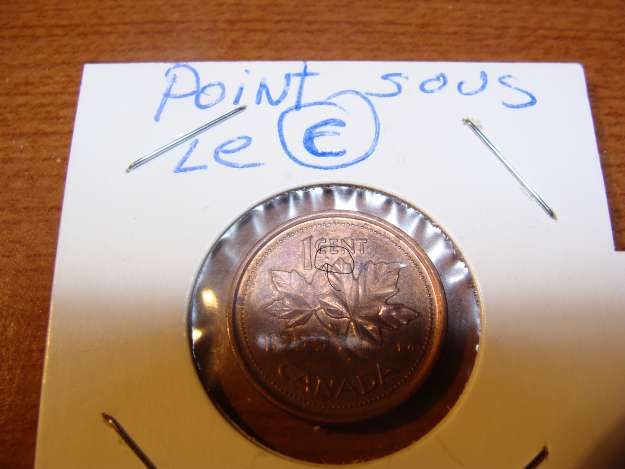 POINT SOUS
Le E
1 CENT
CANADA